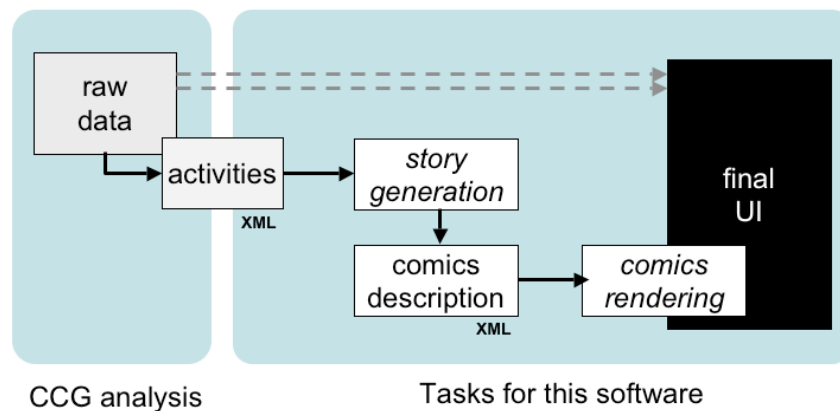 raw
data
activities
XML
story
generation
comics
description
XML
comics
rendering
final
UI
CCG analysis
Tasks for this software